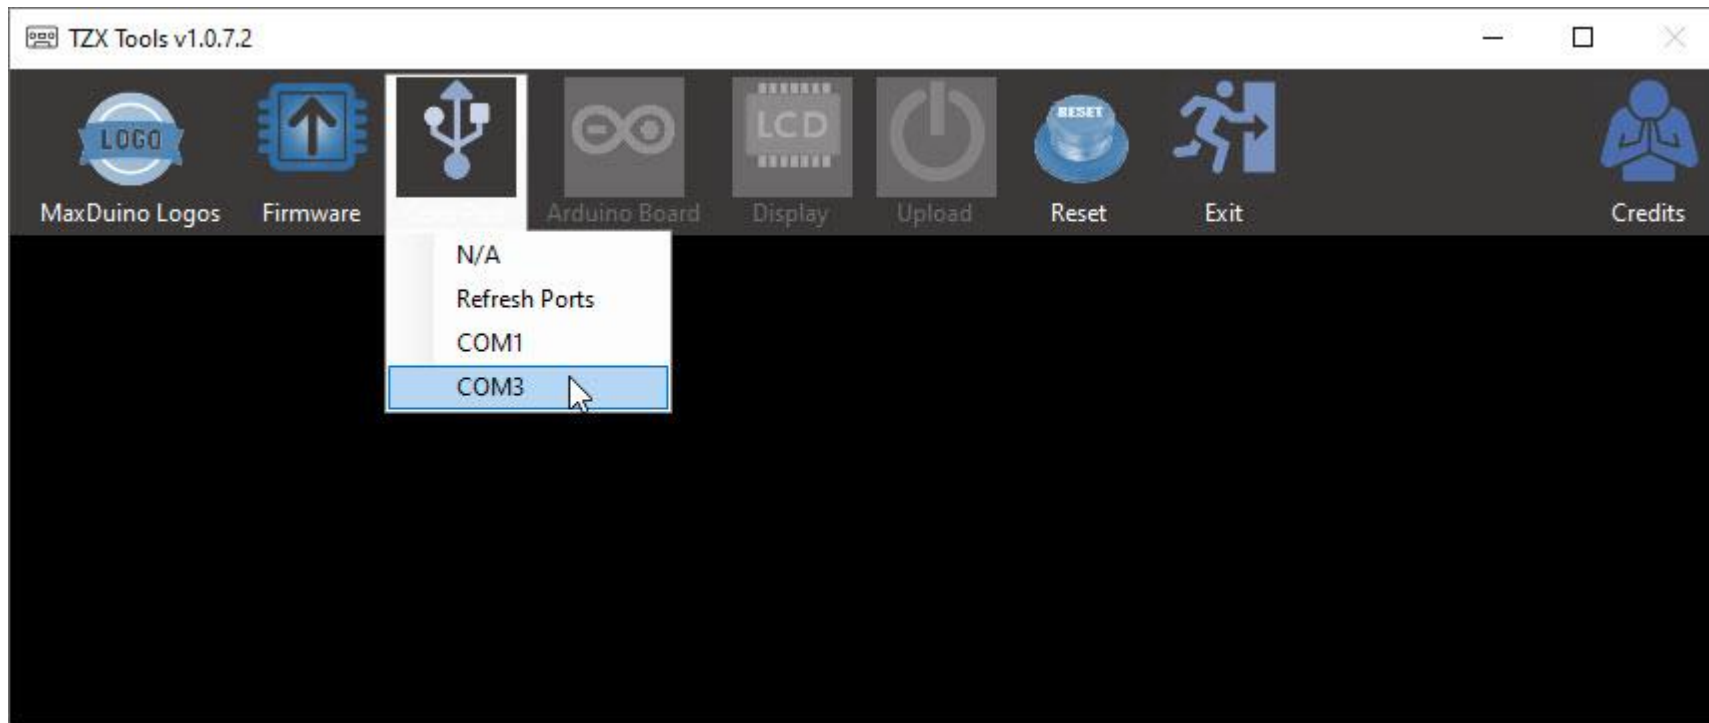 TZX Tools v1.0.7.2
LOGO
RESET
LCD
MaxDuino Logos
Firmware
Arduino Board
Display
Upload
Reset
Exit
Credits
N/A
Refresh Ports
COM1
COM3